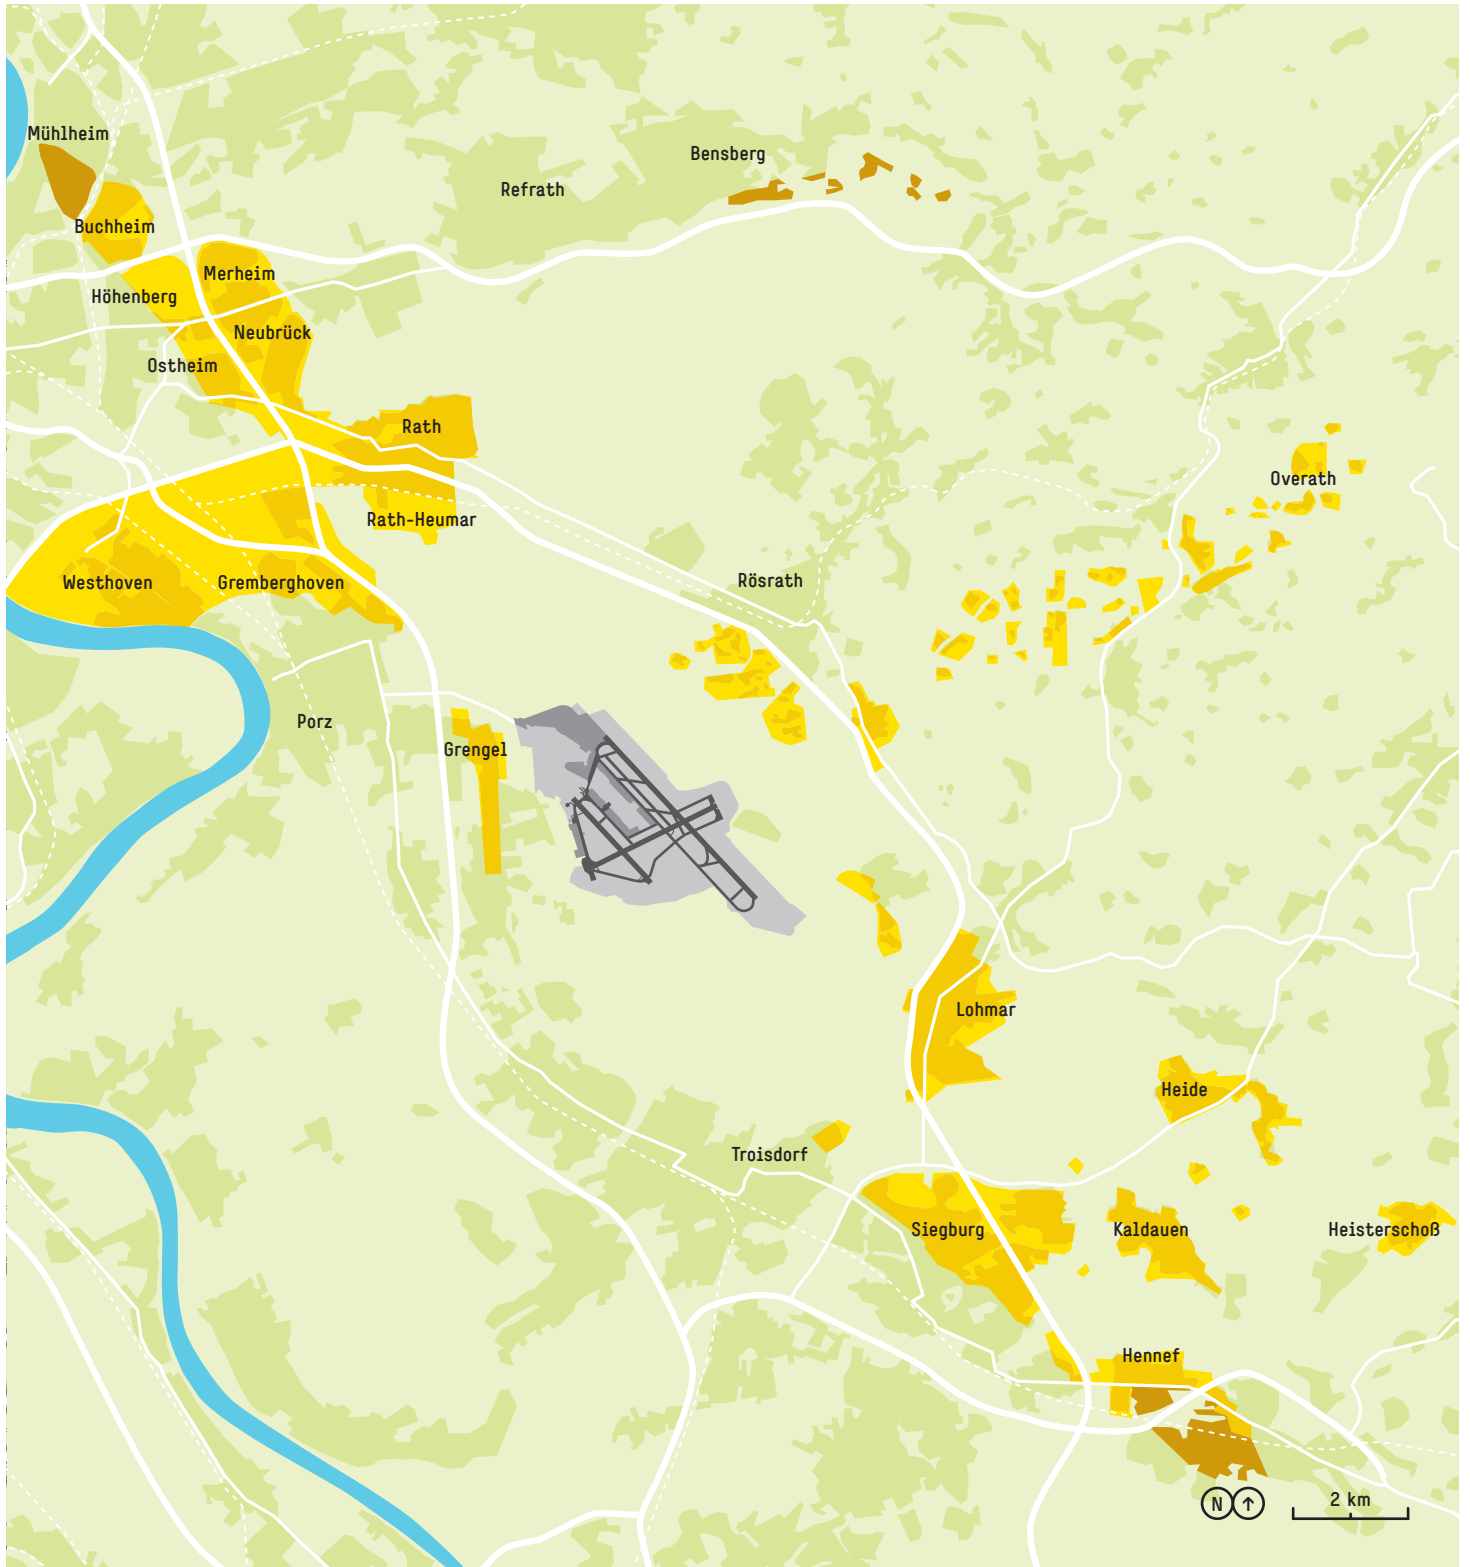 Mühlheim
Bensberg
Refrath
Buchheim
Merheim
Höhenberg
Neubrück
Ostheim
Rath
Overath
Rath-Heumar
Westhoven
Gremberghoven
Rösrath
Porz
Grengel
Lohmar
Heide
Troisdorf
Siegburg
Kaldauen
Heisterschoß
Hennef
N
2 km